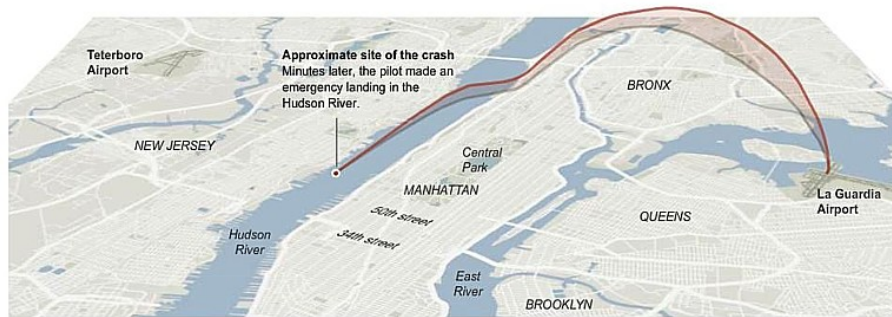 Teterboro
Airport
Approximate site of the crash
Minutes later, the pilot made an
emergency landing in the
Hudson River.
BRONX
NEW JERSEY
Central
Park
MANHATTAN
La Guardia
Airport
50th street
QUEENS
34th street
Hudson
River
East
River
BROOKLYN